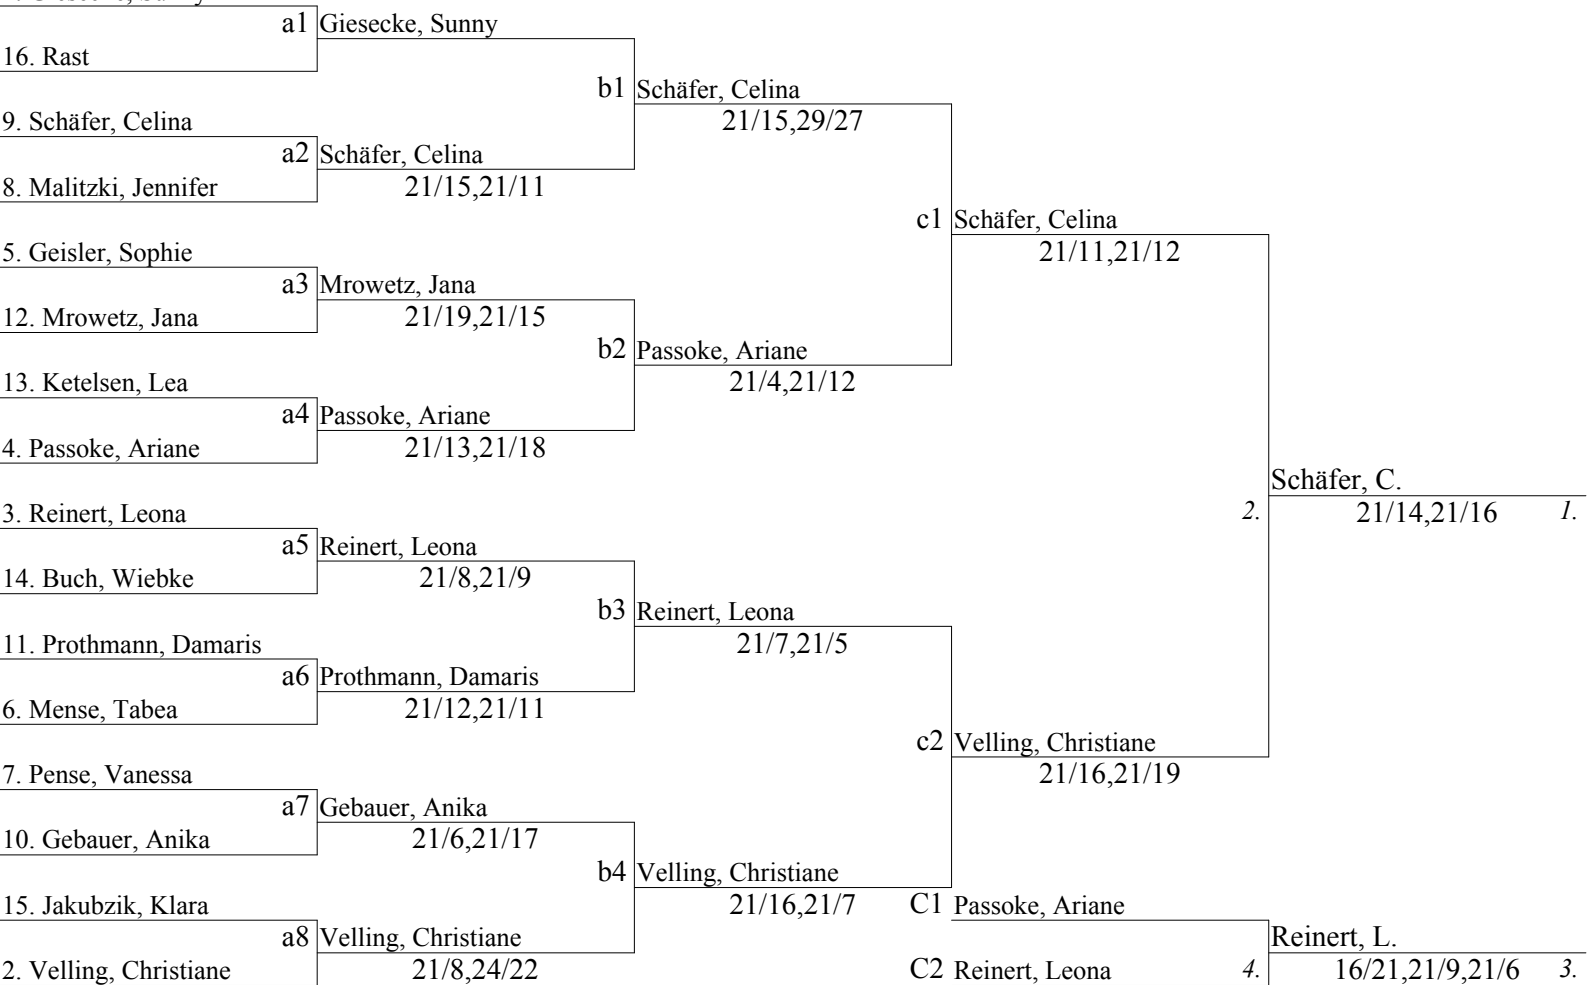 a1 Giesecke, Sunny
16. Rast
b1 Schäfer, Celina
21/15,29/27
9. Schäfer, Celina
a2 Schäfer, Celina
21/15,21/11
8. Malitzki, Jennifer
c1 Schäfer, Celina
21/11,21/12
5. Geisler, Sophie
a3 Mrowetz, Jana
21/19,21/15
12. Mrowetz, Jana
b2 Passoke, Ariane
21/4,21/12
13. Ketelsen, Lea
a4 Passoke, Ariane
21/13,21/18
4. Passoke, Ariane
Schäfer, C.
2. 21/14,21/16 1.
3. Reinert, Leona
a5 Reinert, Leona
21/8,21/9
14. Buch, Wiebke
b3 Reinert, Leona
21/7,21/5
11. Prothmann, Damaris
a6 Prothmann, Damaris
21/12,21/11
6. Mense, Tabea
c2 Velling, Christiane
21/16,21/19
7. Pense, Vanessa
a7 Gebauer, Anika
21/6,21/17
10. Gebauer, Anika
b4 Velling, Christiane
21/16,21/7
15. Jakubzik, Klara
C1 Passoke, Ariane
a8 Velling, Christiane
21/8,24/22
Reinert, L.
2. Velling, Christiane
C2 Reinert, Leona 4. 16/21,21/9,21/6 3.